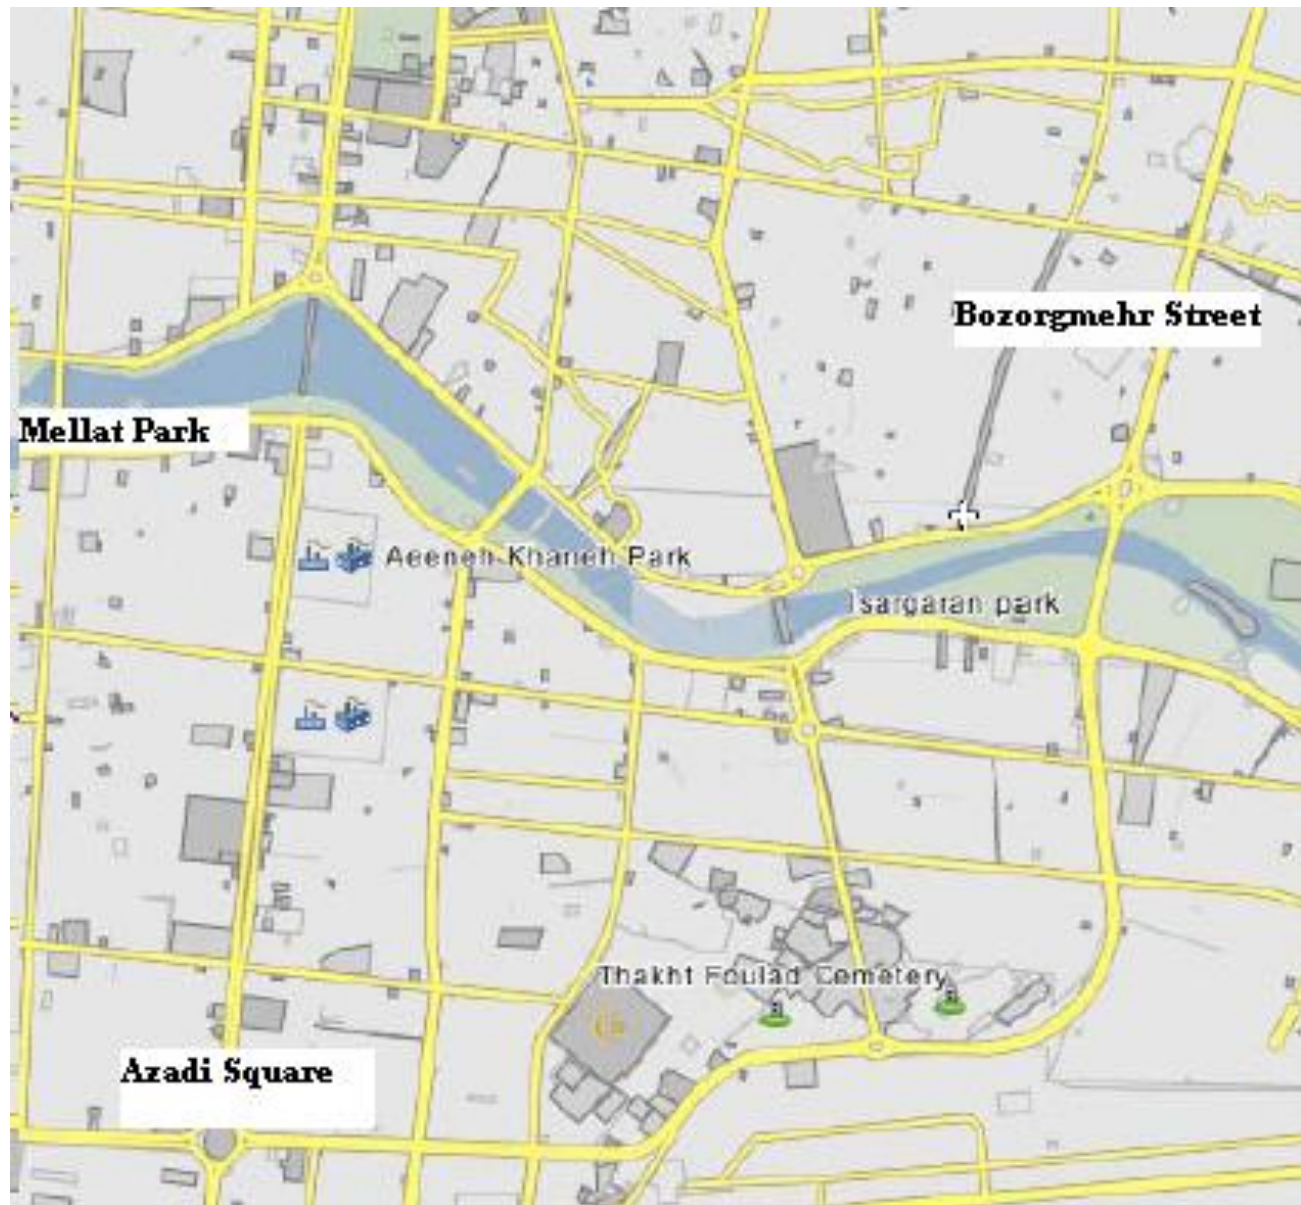 Bozorgmehr Street
Mellat Park
Aeeneh Khaneh Park
Isargaran park
Thakht Foulad Cemetery
Azadi Square